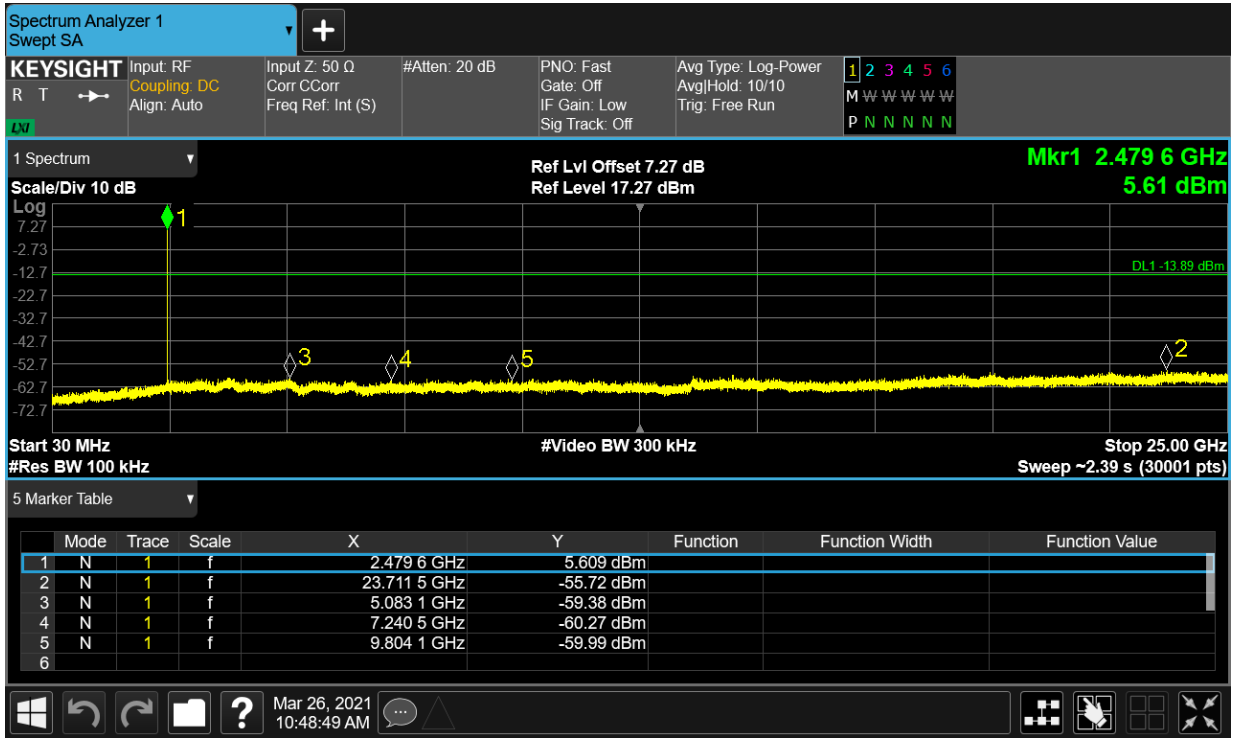 Spectrum Analyzer 1
Swept SA
+
KEYSIGHT
R T
LXI
Input: RF
Coupling: DC
Align: Auto
Input Z: 50 Ω
Corr CCorr
Freq Ref: Int (S)
#Atten: 20 dB
PNO: Fast
Gate: Off
IF Gain: Low
Sig Track: Off
Avg Type: Log-Power
Avg|Hold: 10/10
Trig: Free Run
1 2 3 4 5 6
M W W W W W
P N N N N N
1 Spectrum
Scale/Div 10 dB
Ref Lvl Offset 7.27 dB
Ref Level 17.27 dBm
Mkr1 2.479 6 GHz
5.61 dBm
Log
7.27
-2.73
-12.7
-22.7
-32.7
-42.7
-52.7
-62.7
-72.7
1
DL1 -13.89 dBm
3
4
5
2
Start 30 MHz
#Video BW 300 kHz
Stop 25.00 GHz
#Res BW 100 kHz
Sweep ~2.39 s (30001 pts)
5 Marker Table
Mode Trace Scale X Y Function Function Width Function Value
1 N 1 f 2.479 6 GHz 5.609 dBm
2 N 1 f 23.711 5 GHz -55.72 dBm
3 N 1 f 5.083 1 GHz -59.38 dBm
4 N 1 f 7.240 5 GHz -60.27 dBm
5 N 1 f 9.804 1 GHz -59.99 dBm
6
?
Mar 26, 2021
10:48:49 AM